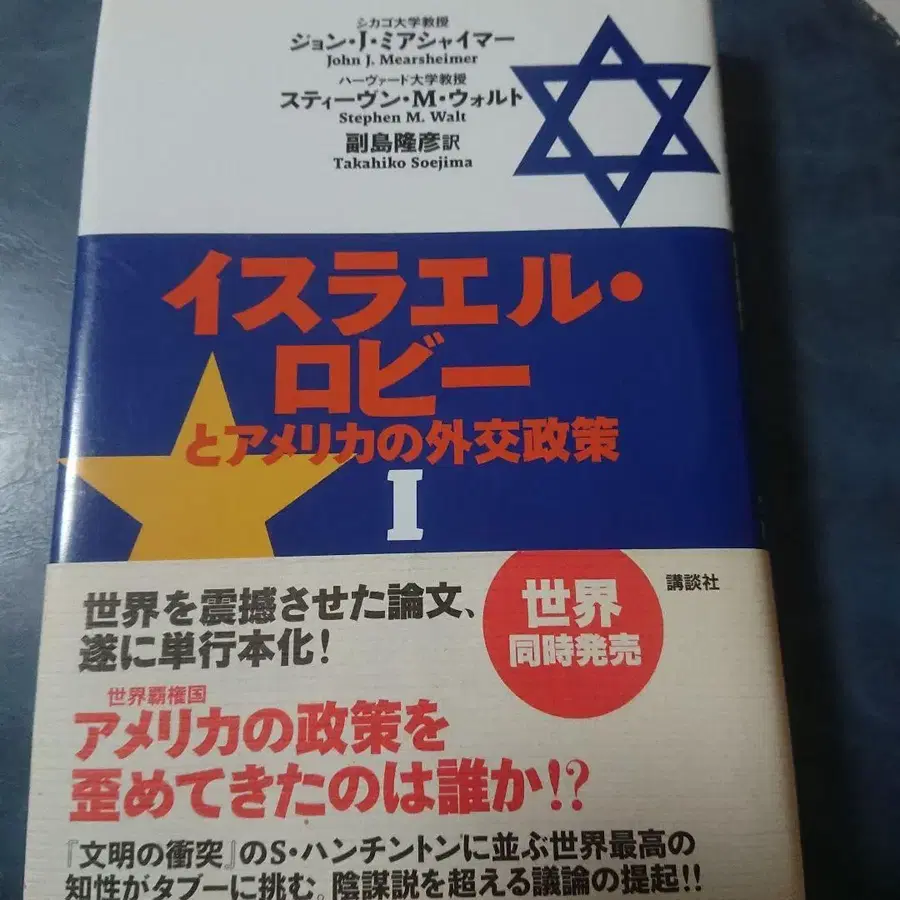 シカゴ大学教授
ジョン・J・ミアシャイマー
John J. Mearsheimer
ハーヴァード大学教授
スティーヴン・M・ウォルト
Stephen M. Walt
副島隆彦訳
Takahiko Soejima
イスラエル・
ロビー
とアメリカの外交政策
I
世界を震撼させた論文、
遂に単行本化!
世界
同時発売
講談社
世界覇権国
アメリカの政策を
歪めてきたのは誰か!?
『文明の衝突』のS・ハンチントンに並ぶ世界最高の
知性がタブーに挑む。陰謀説を超える議論の提起!!